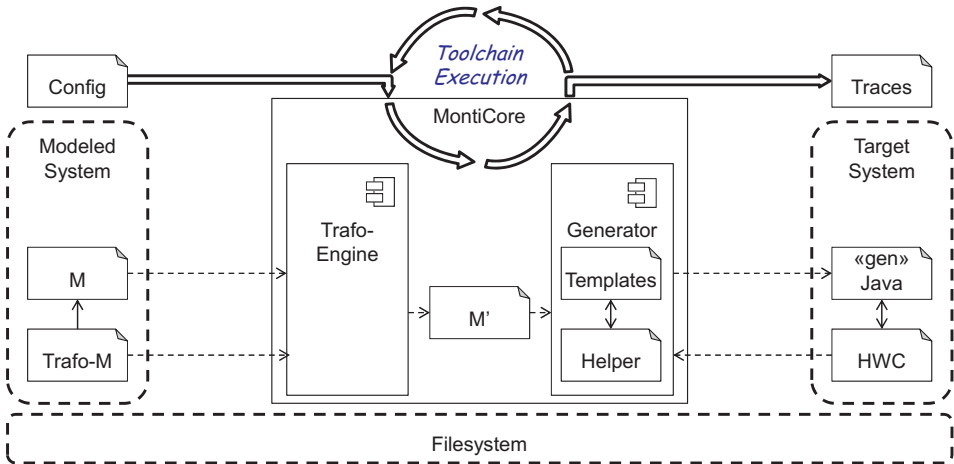 Toolchain
Execution
Config
Traces
MontiCore
Modeled
System
Target
System
Trafo-
Engine
Generator
M
Templates
«gen»
Java
M'
Trafo-M
Helper
HWC
Filesystem